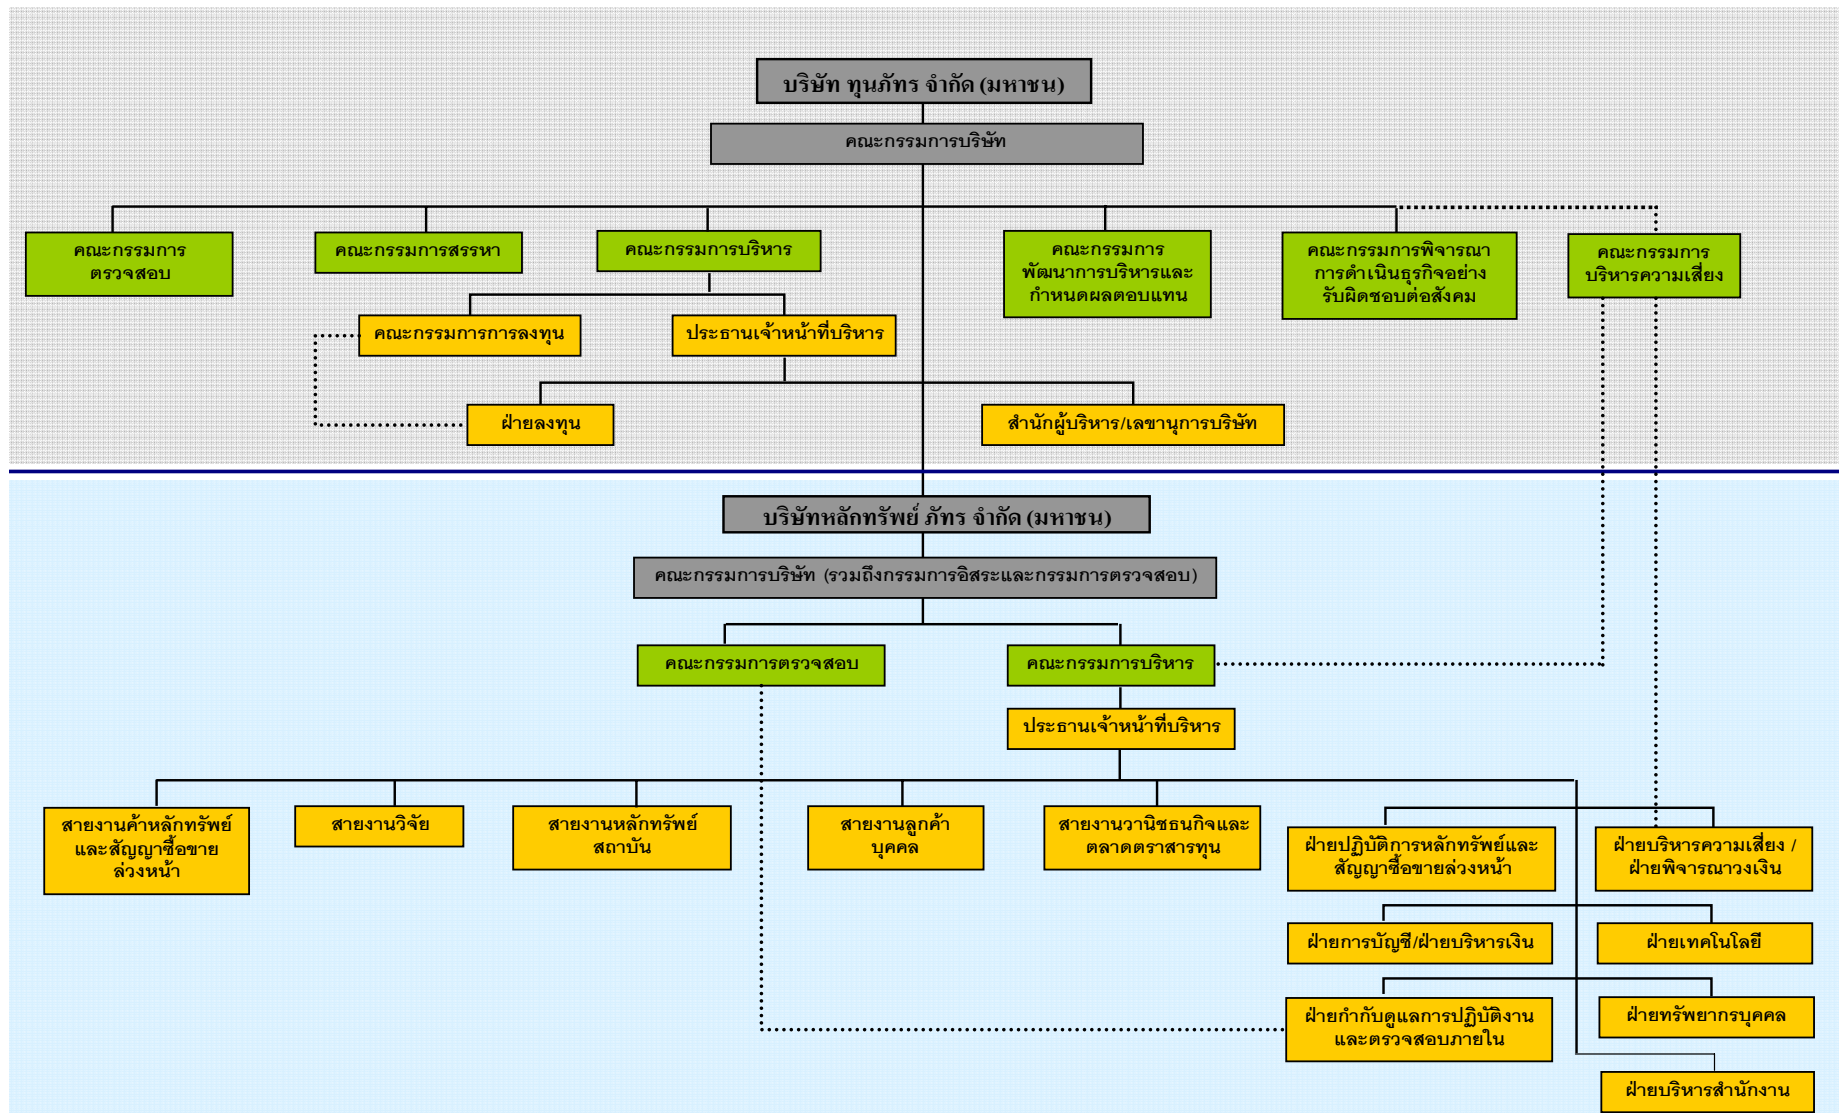 บริษัท ทุนภัทร จำกัด (มหาชน)
คณะกรรมการบริษัท
คณะกรรมการ
ตรวจสอบ
คณะกรรมการสรรหา
คณะกรรมการบริหาร
คณะกรรมการ
พัฒนาการบริหารและ
กำหนดผลตอบแทน
คณะกรรมการพิจารณา
การดำเนินธุรกิจอย่าง
รับผิดชอบต่อสังคม
คณะกรรมการ
บริหารความเสี่ยง
คณะกรรมการการลงทุน
ประธานเจ้าหน้าที่บริหาร
ฝ่ายลงทุน
สำนักผู้บริหาร/เลขานุการบริษัท
บริษัทหลักทรัพย์ ภัทร จำกัด (มหาชน)
คณะกรรมการบริษัท (รวมถึงกรรมการอิสระและกรรมการตรวจสอบ)
คณะกรรมการตรวจสอบ
คณะกรรมการบริหาร
ประธานเจ้าหน้าที่บริหาร
สายงานค้าหลักทรัพย์
และสัญญาซื้อขาย
ล่วงหน้า
สายงานวิจัย
สายงานหลักทรัพย์
สถาบัน
สายงานลูกค้า
บุคคล
สายงานวานิชธนกิจและ
ตลาดตราสารทุน
ฝ่ายปฏิบัติการหลักทรัพย์และ
สัญญาซื้อขายล่วงหน้า
ฝ่ายบริหารความเสี่ยง /
ฝ่ายพิจารณาวงเงิน
ฝ่ายการบัญชี/ฝ่ายบริหารเงิน
ฝ่ายเทคโนโลยี
ฝ่ายกำกับดูแลการปฏิบัติงาน
และตรวจสอบภายใน
ฝ่ายทรัพยากรบุคคล
ฝ่ายบริหารสำนักงาน